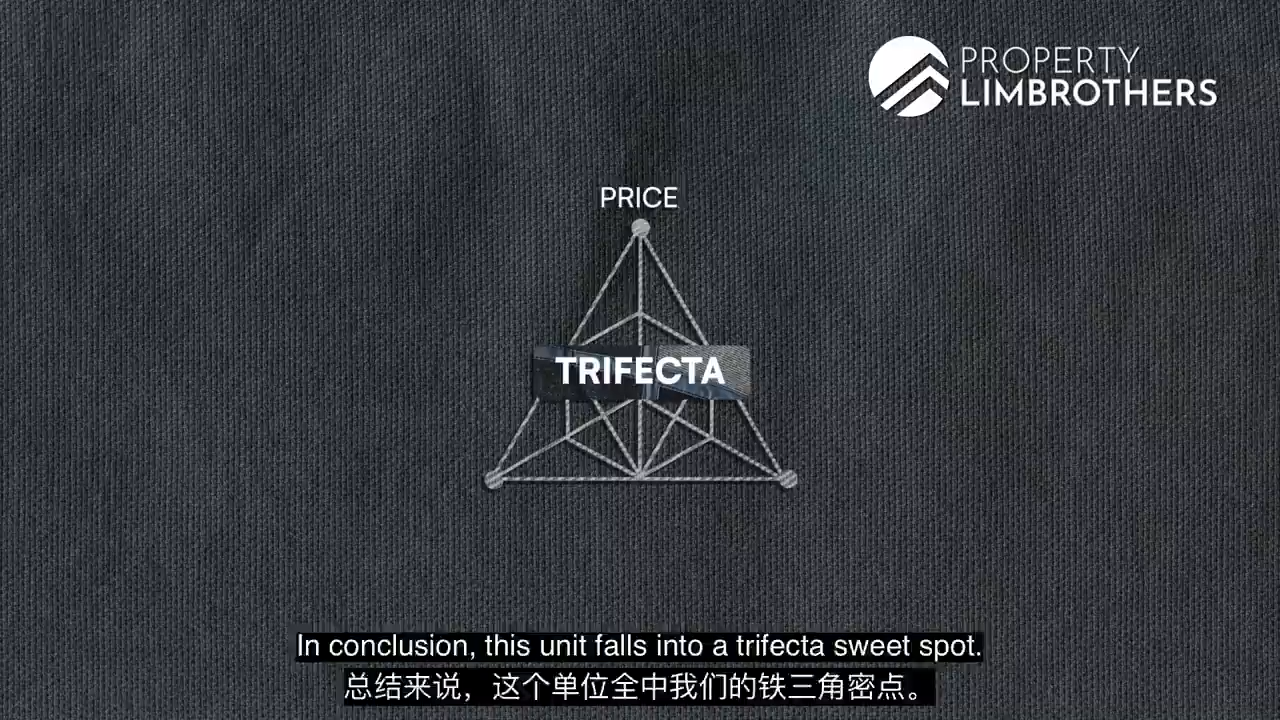 PROPERTY
LIMBROTHERS
PRICE
TRIFECTA
In conclusion, this unit falls into a trifecta sweet spot.
总结来说，这个单位全中我们的铁三角密点。